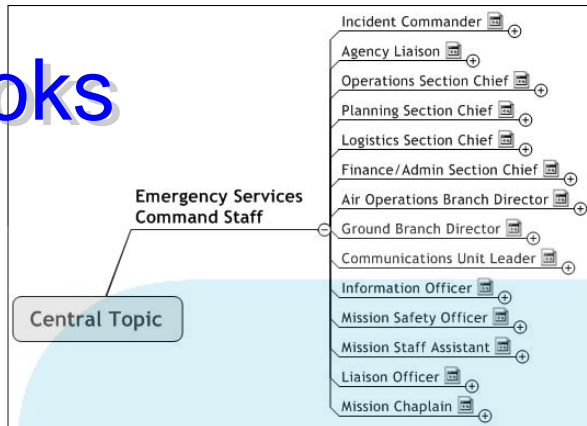 oks
Incident Commander
Agency Liaison
Operations Section Chief
Planning Section Chief
Logistics Section Chief
Finance/Admin Section Chief
Emergency Services
Command Staff
Air Operations Branch Director
Ground Branch Director
Communications Unit Leader
Information Officer
Central Topic
Mission Safety Officer
Mission Staff Assistant
Liaison Officer
Mission Chaplain